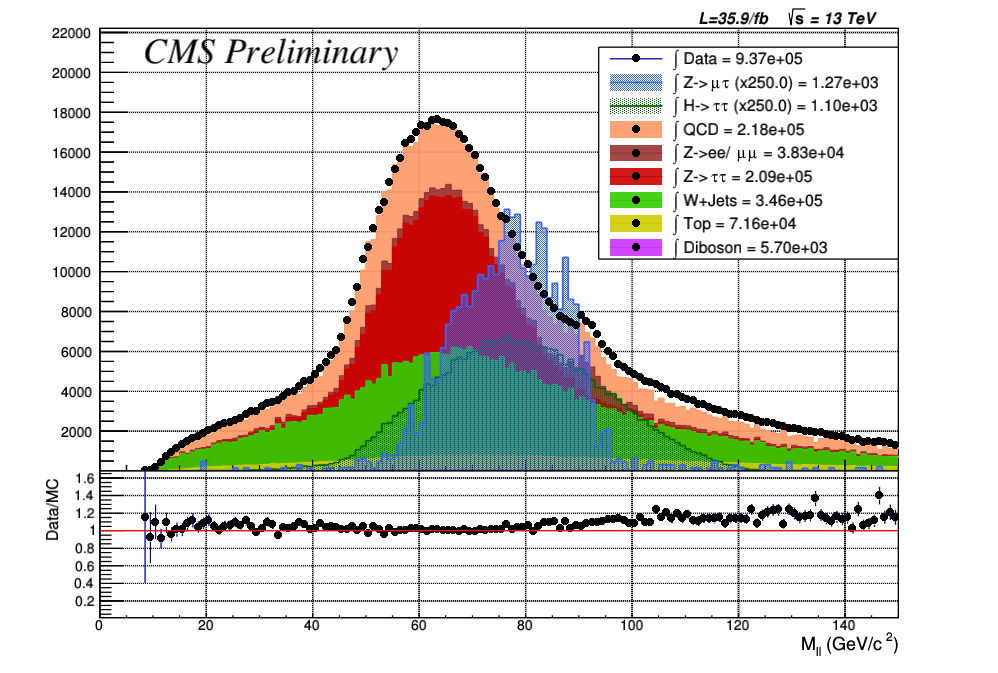 L=35.9/fb √s = 13 TeV
CMS Preliminary
∫ Data = 9.37e+05
∫ Z->μτ (x250.0) = 1.27e+03
∫ H->ττ (x250.0) = 1.10e+03
∫ QCD = 2.18e+05
∫ Z->ee/ μμ = 3.83e+04
∫ Z->ττ = 2.09e+05
∫ W+Jets = 3.46e+05
∫ Top = 7.16e+04
∫ Diboson = 5.70e+03
22000
20000
18000
16000
14000
12000
10000
8000
6000
4000
2000
Data/MC
1.6
1.4
1.2
1
0.8
0.6
0.4
0.2
0 20 40 60 80 100 120 140
M_ll (GeV/c²)